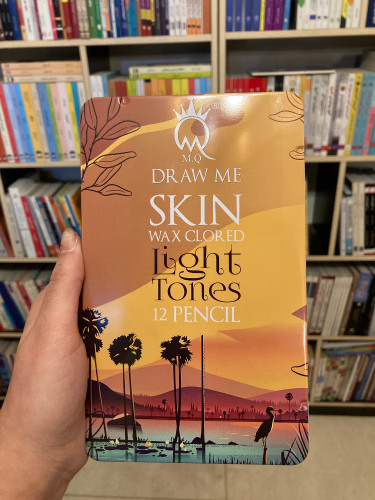 M.Q
DRAW ME
SKIN
WAX CLORED
Light
Tones
12 PENCIL